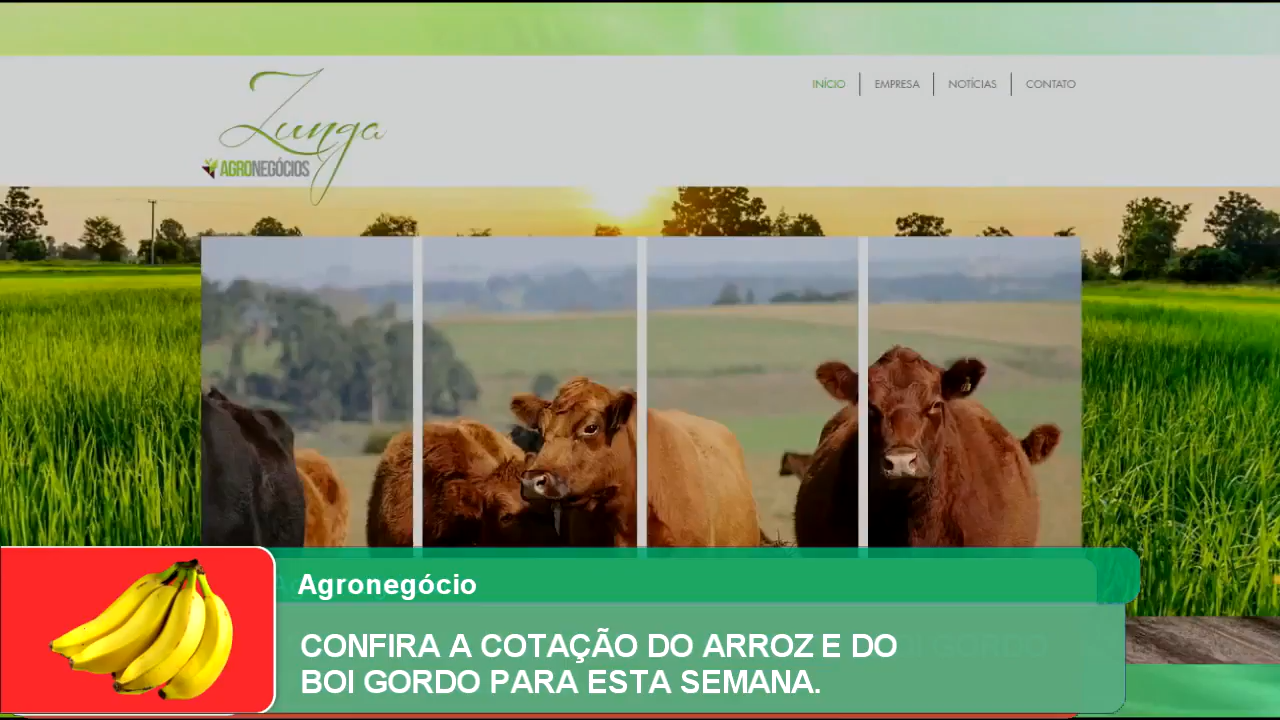 Zunga
AGRONEGÓCIOS
INÍCIO
EMPRESA
NOTÍCIAS
CONTATO
Agronegócio
CONFIRA A COTAÇÃO DO ARROZ E DO
BOI GORDO PARA ESTA SEMANA.